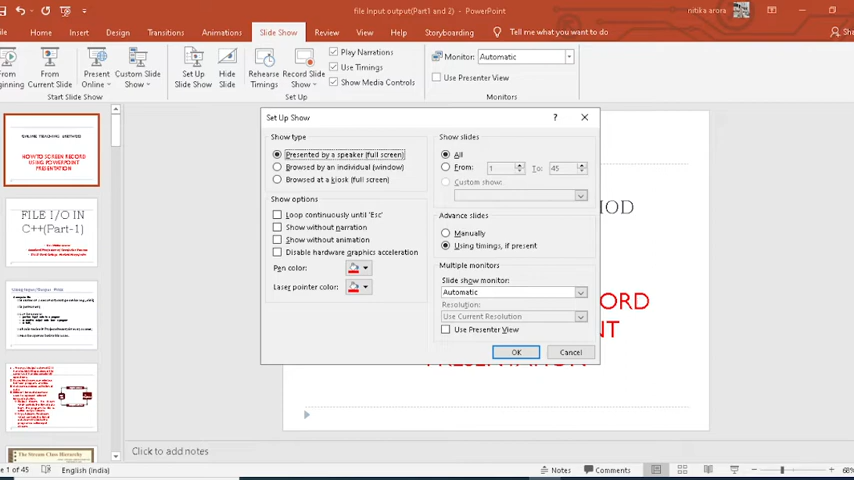 file Input output(Part1 and 2) - PowerPoint
nitika arora
Home Insert Design Transitions Animations Slide Show Review View Help Storyboarding Tell me what you want to do
From Current Slide
Present Online
Custom Slide Show
Set Up Slide Show
Hide Slide
Rehearse Timings
Record Slide Show
Play Narrations
Use Timings
Show Media Controls
Monitor: Automatic
Use Presenter View
Start Slide Show
Set Up
Monitors
Set Up Show
Show type
Presented by a speaker (full screen)
Browsed by an individual (window)
Browsed at a kiosk (full screen)
Show options
Loop continuously until 'Esc'
Show without narration
Show without animation
Disable hardware graphics acceleration
Pen color:
Laser pointer color:
Show slides
All
From: 1 To: 45
Custom show:
Advance slides
Manually
Using timings, if present
Multiple monitors
Slide show monitor:
Automatic
Resolution:
Use Current Resolution
Use Presenter View
OK Cancel
ONLINE TEACHING METHOD
HOW TO SCREEN RECORD
USING POWERPOINT
PRESENTATION
FILE I/O IN
C++(Part-1)
The Stream Class Hierarchy
Click to add notes
1 of 45 English (India)
Notes Comments
68%